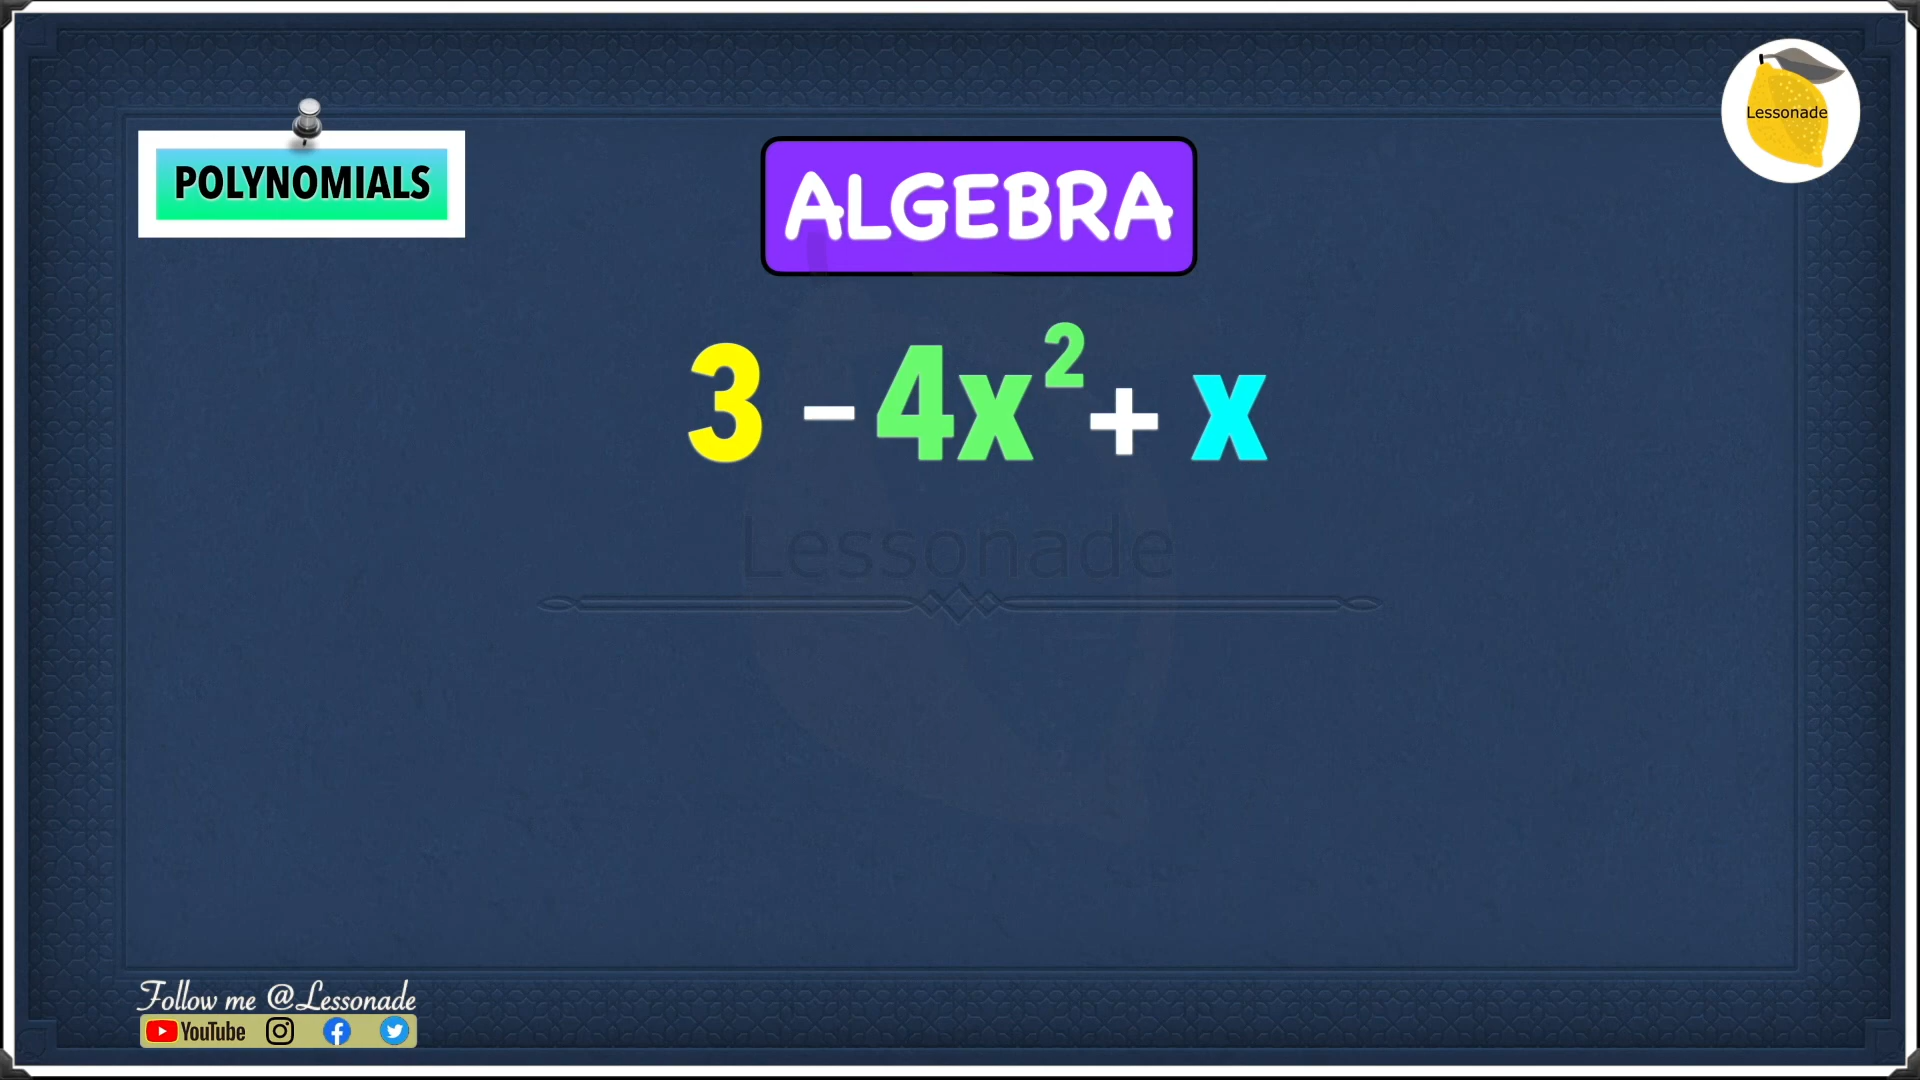 Lessonade
POLYNOMIALS
ALGEBRA
3 - 4x² + x
Lessonade
Follow me @Lessonade
YouTube